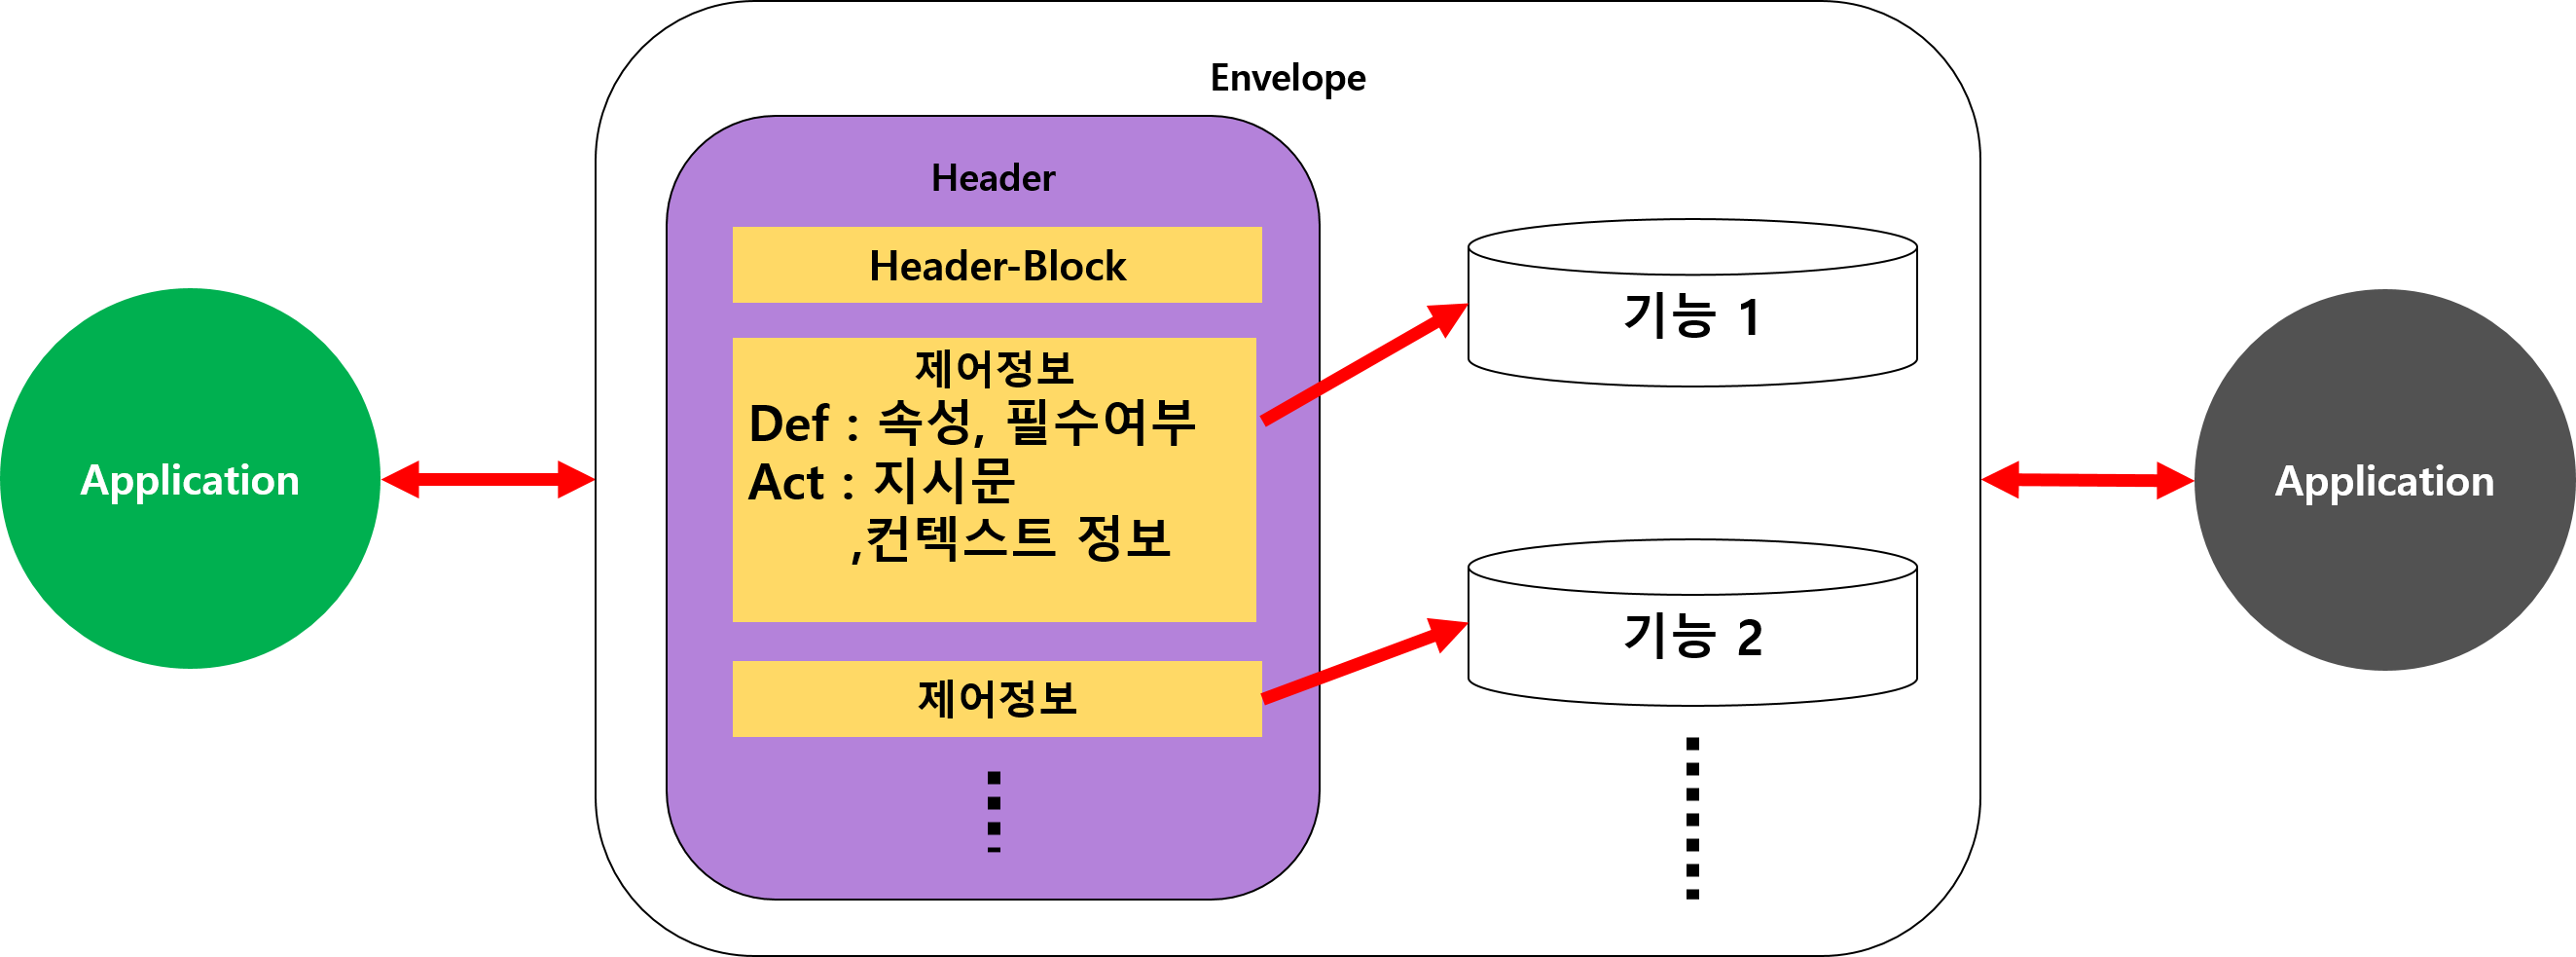 Envelope
Header
Header-Block
제어정보
Def : 속성, 필수여부
Act : 지시문
,컨텍스트 정보
제어정보
기능 1
기능 2
Application
Application